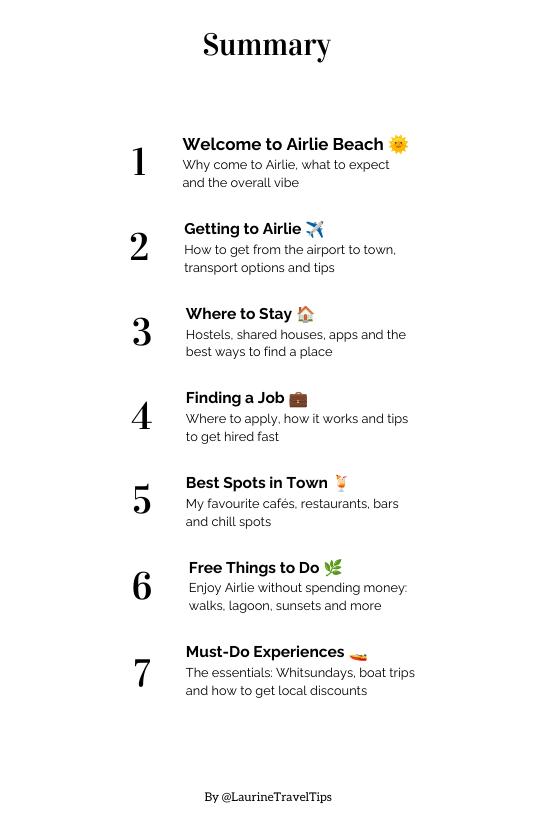 Summary
1
Welcome to Airlie Beach 🌞
Why come to Airlie, what to expect
and the overall vibe
2
Getting to Airlie ✈️
How to get from the airport to town,
transport options and tips
3
Where to Stay 🏠
Hostels, shared houses, apps and the
best ways to find a place
4
Finding a Job 💼
Where to apply, how it works and tips
to get hired fast
5
Best Spots in Town 🍹
My favourite cafés, restaurants, bars
and chill spots
6
Free Things to Do 🌿
Enjoy Airlie without spending money:
walks, lagoon, sunsets and more
7
Must-Do Experiences 🚤
The essentials: Whitsundays, boat trips
and how to get local discounts
By @LaurineTravelTips